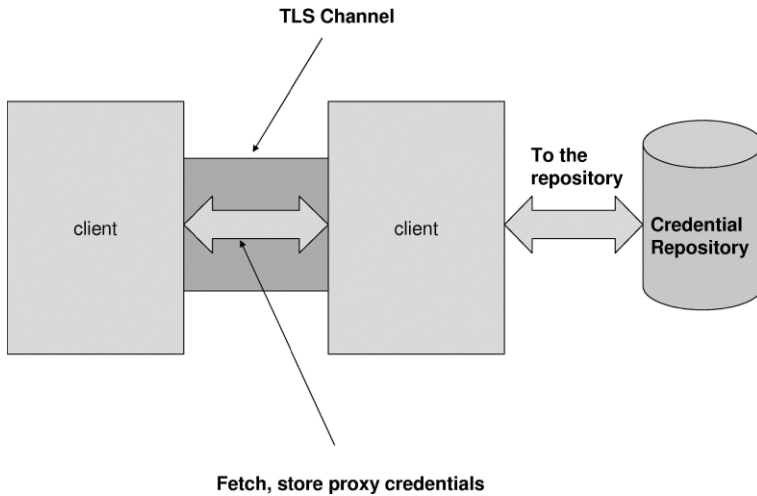 TLS Channel
client
client
To the
repository
Credential
Repository
Fetch, store proxy credentials